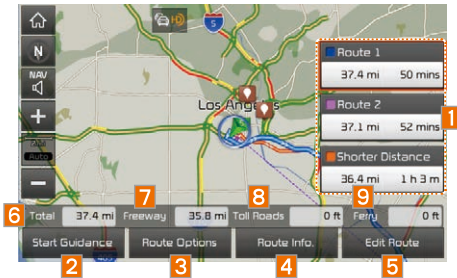 HD
5
Route 1
37.4 mi 50 mins
N
NAV
Route 2
37.1 mi 52 mins
1
Los Angeles
Auto
Shorter Distance
36.4 mi 1 h 3 m
7 8 9
6 Total 37.4 mi Freeway 35.8 mi Toll Roads 0 ft Ferry 0 ft
Start Guidance Route Options Route Info. Edit Route
2 3 4 5